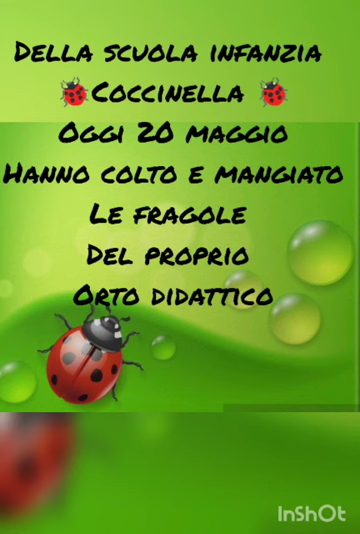 Della scuola infanzia
🐞Coccinella 🐞
Oggi 20 maggio
Hanno colto e mangiato
Le fragole
Del proprio
Orto didattico
InShOt